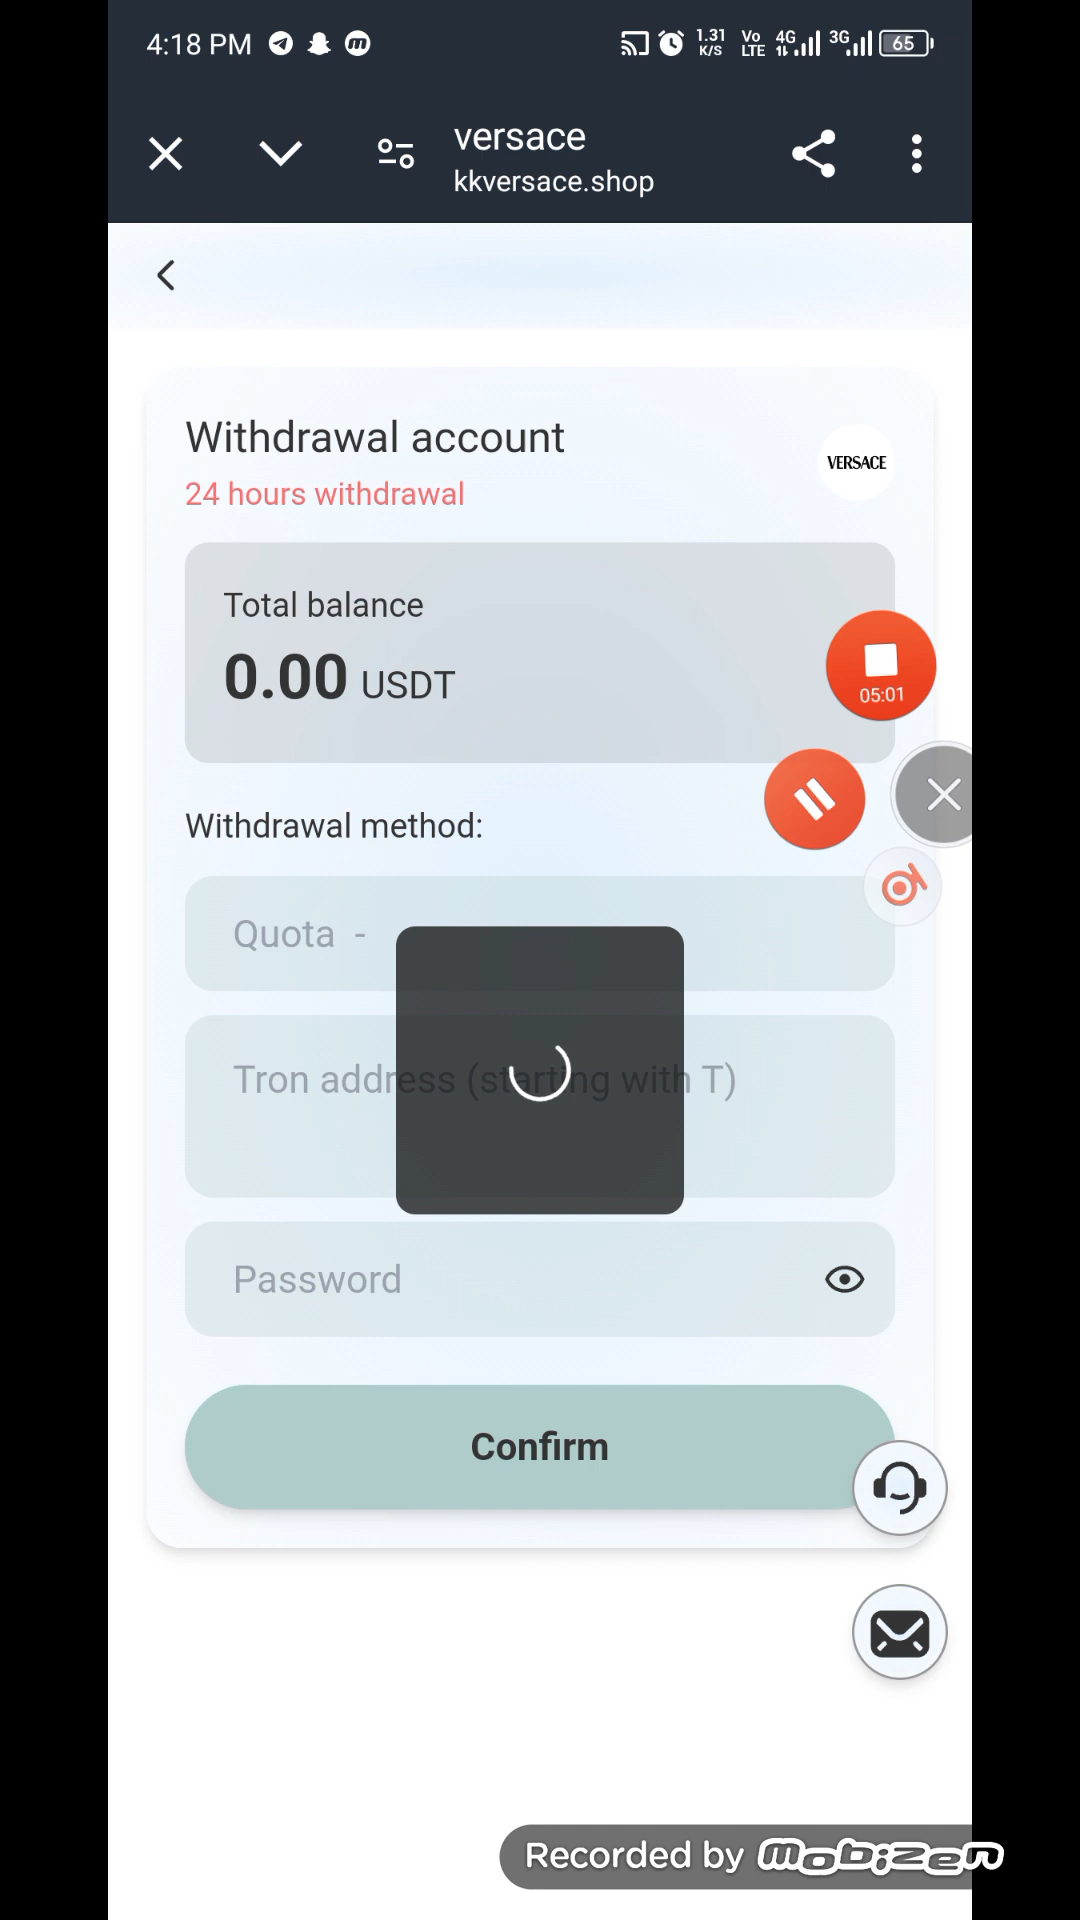 4:18 PM
1.31
K/S
Vo
LTE
4G
3G
65
versace
kkversace.shop
Withdrawal account
VERSACE
24 hours withdrawal
Total balance
0.00 USDT
05:01
Withdrawal method:
Quota -
Tron address (starting with T)
Password
Confirm
Recorded by mobizen